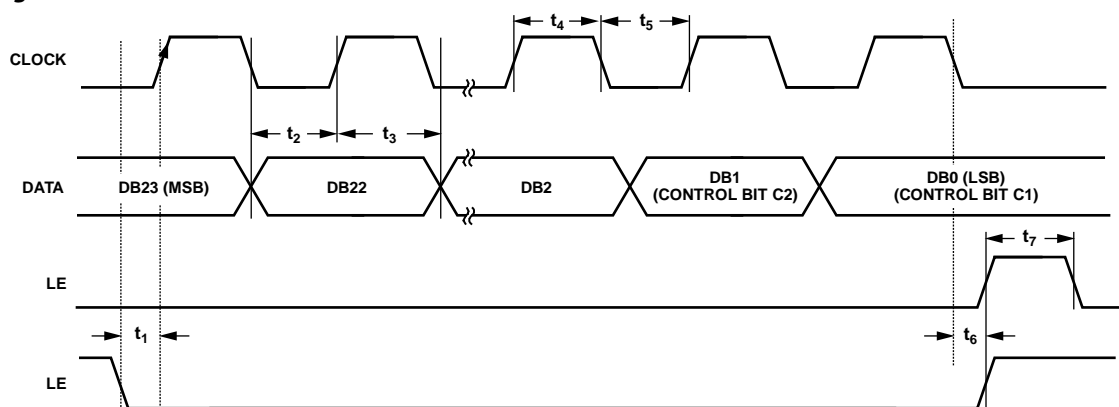 t4
t5
CLOCK
t2
t3
DATA
DB23 (MSB)
DB22
DB2
DB1
(CONTROL BIT C2)
DB0 (LSB)
(CONTROL BIT C1)
t7
LE
t1
t6
LE